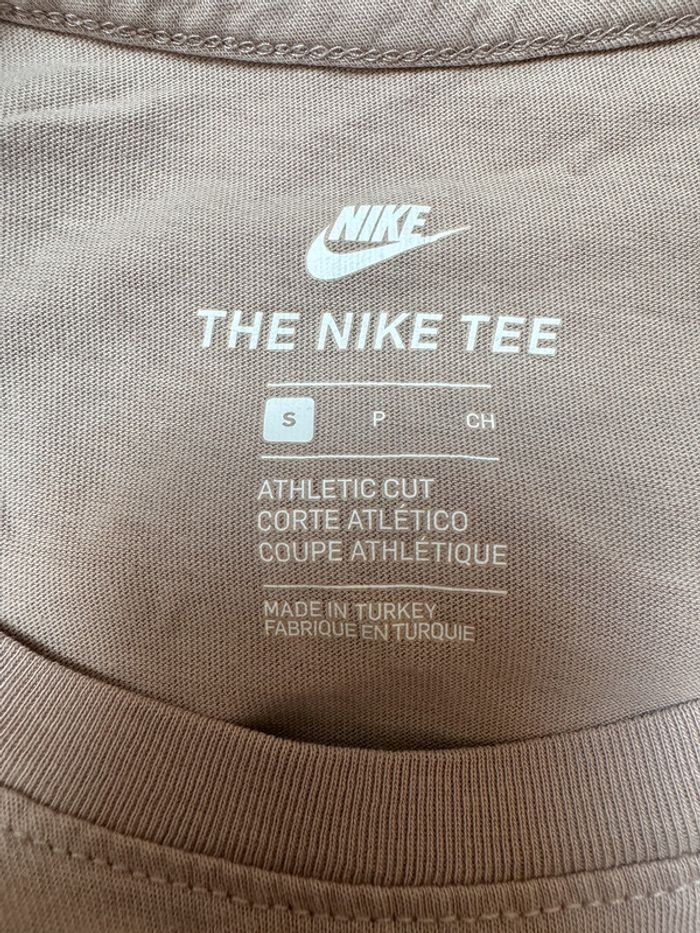 NIKE
THE NIKE TEE
S P CH
ATHLETIC CUT
CORTE ATLÉTICO
COUPE ATHLÉTIQUE
MADE IN TURKEY
FABRIQUE EN TURQUIE